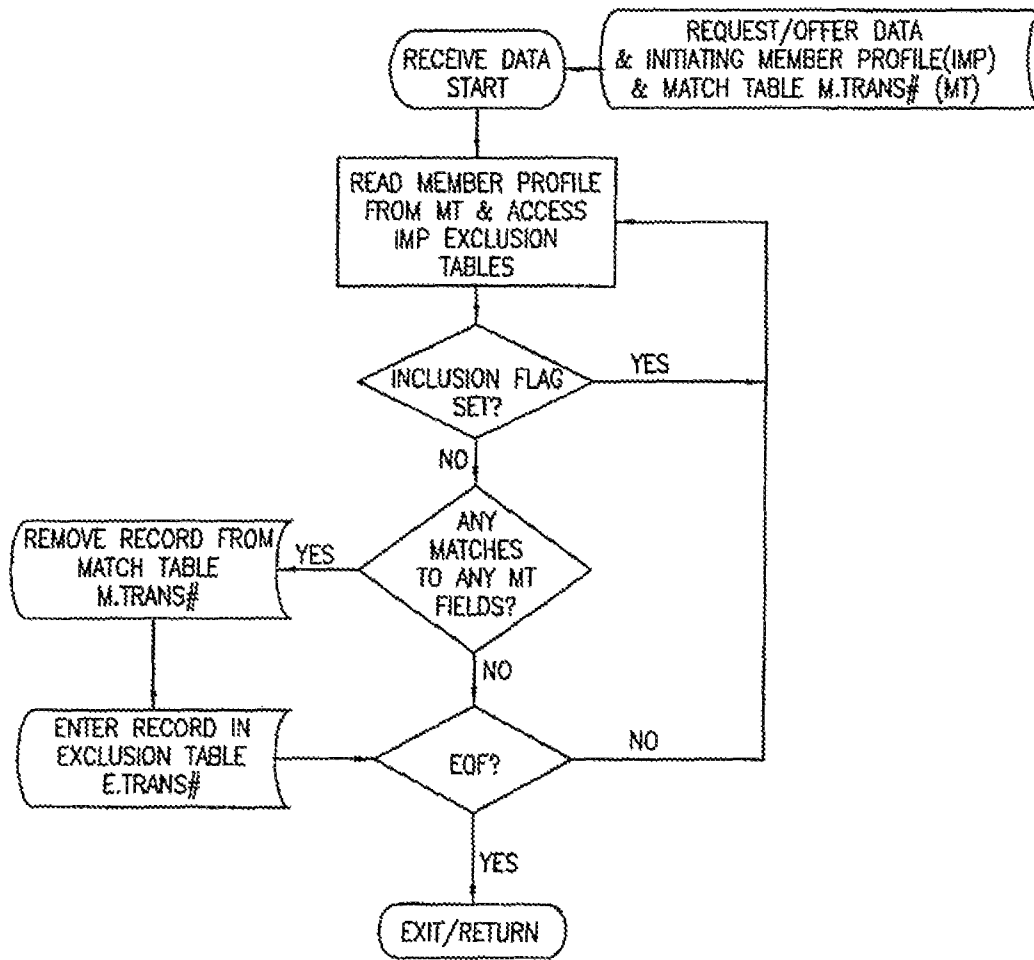 REQUEST/OFFER DATA
& INITIATING MEMBER PROFILE(IMP)
& MATCH TABLE M.TRANS# (MT)
RECEIVE DATA
START
READ MEMBER PROFILE
FROM MT & ACCESS
IMP EXCLUSION
TABLES
INCLUSION FLAG
SET?
YES
NO
ANY
MATCHES
TO ANY MT
FIELDS?
YES
REMOVE RECORD FROM
MATCH TABLE
M.TRANS#
NO
ENTER RECORD IN
EXCLUSION TABLE
E.TRANS#
EOF?
NO
YES
EXIT/RETURN